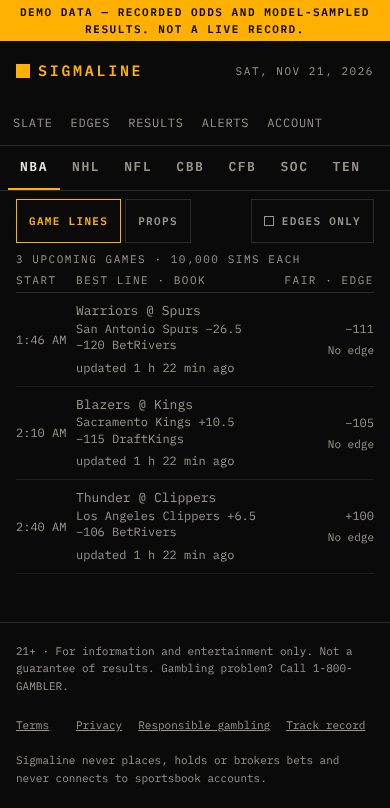 DEMO DATA — RECORDED ODDS AND MODEL-SAMPLED
RESULTS. NOT A LIVE RECORD.
SIGMALINE
SAT, NOV 21, 2026
SLATE EDGES RESULTS ALERTS ACCOUNT
NBA NHL NFL CBB CFB SOC TEN
GAME LINES PROPS EDGES ONLY
3 UPCOMING GAMES · 10,000 SIMS EACH
START BEST LINE · BOOK FAIR · EDGE
Warriors @ Spurs
1:46 AM San Antonio Spurs −26.5 −111
−120 BetRivers No edge
updated 1 h 22 min ago
Blazers @ Kings
2:10 AM Sacramento Kings +10.5 −105
−115 DraftKings No edge
updated 1 h 22 min ago
Thunder @ Clippers
2:40 AM Los Angeles Clippers +6.5 +100
−106 BetRivers No edge
updated 1 h 22 min ago
21+ · For information and entertainment only. Not a
guarantee of results. Gambling problem? Call 1-800-
GAMBLER.
Terms Privacy Responsible gambling Track record
Sigmaline never places, holds or brokers bets and
never connects to sportsbook accounts.